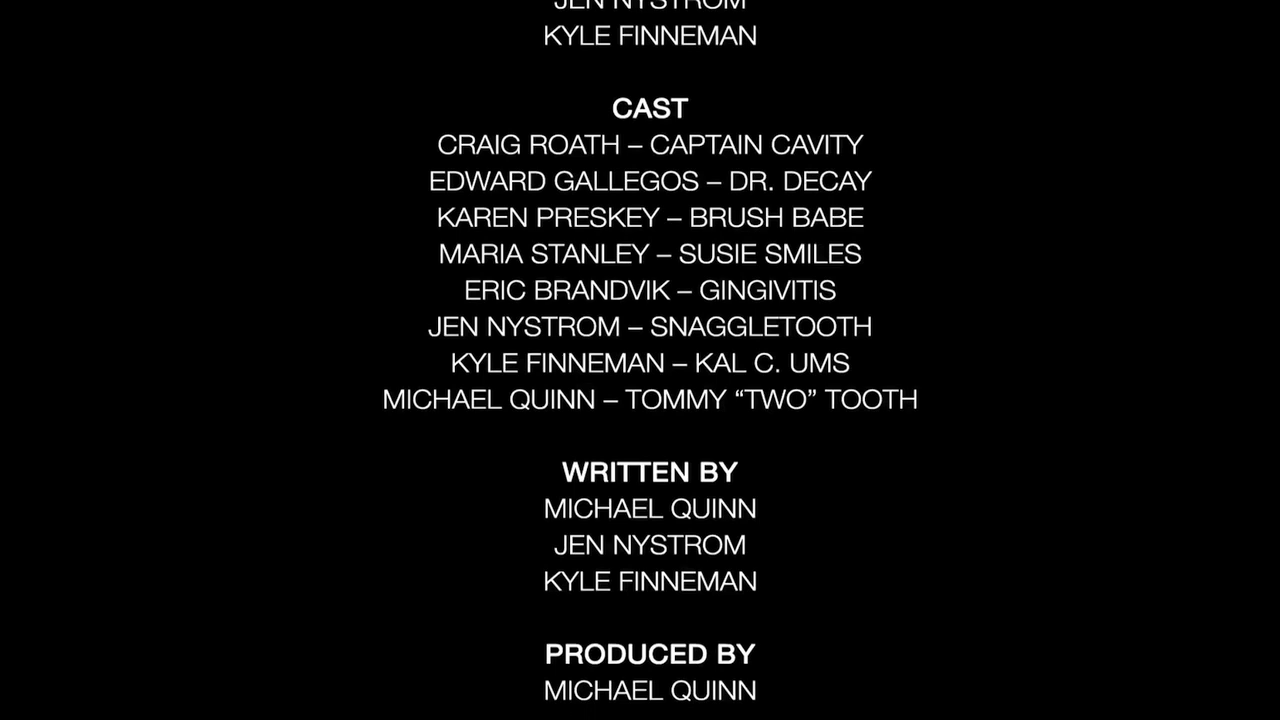 JEN NYSTROM
KYLE FINNEMAN
CAST
CRAIG ROATH – CAPTAIN CAVITY
EDWARD GALLEGOS – DR. DECAY
KAREN PRESKEY – BRUSH BABE
MARIA STANLEY – SUSIE SMILES
ERIC BRANDVIK – GINGIVITIS
JEN NYSTROM – SNAGGLETOOTH
KYLE FINNEMAN – KAL C. UMS
MICHAEL QUINN – TOMMY “TWO” TOOTH
WRITTEN BY
MICHAEL QUINN
JEN NYSTROM
KYLE FINNEMAN
PRODUCED BY
MICHAEL QUINN